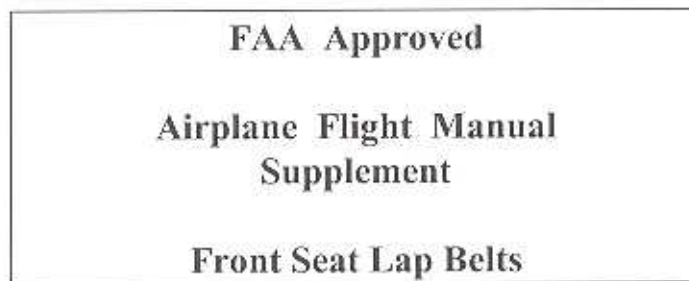 FAA Approved
Airplane Flight Manual
Supplement
Front Seat Lap Belts